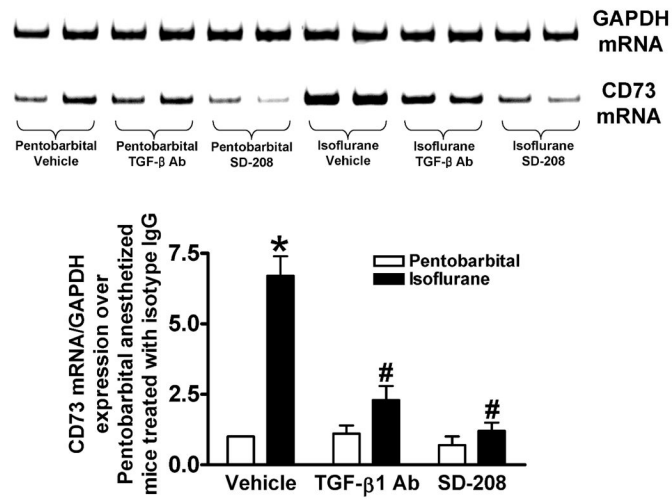 GAPDH
mRNA
CD73
mRNA
Pentobarbital
Vehicle
Pentobarbital
TGF-β Ab
Pentobarbital
SD-208
Isoflurane
Vehicle
Isoflurane
TGF-β Ab
Isoflurane
SD-208
CD73 mRNA/GAPDH
expression over
Pentobarbital anesthetized
mice treated with isotype IgG
7.5
5.0
2.5
0.0
*
#
#
Pentobarbital
Isoflurane
Vehicle
TGF-β1 Ab
SD-208